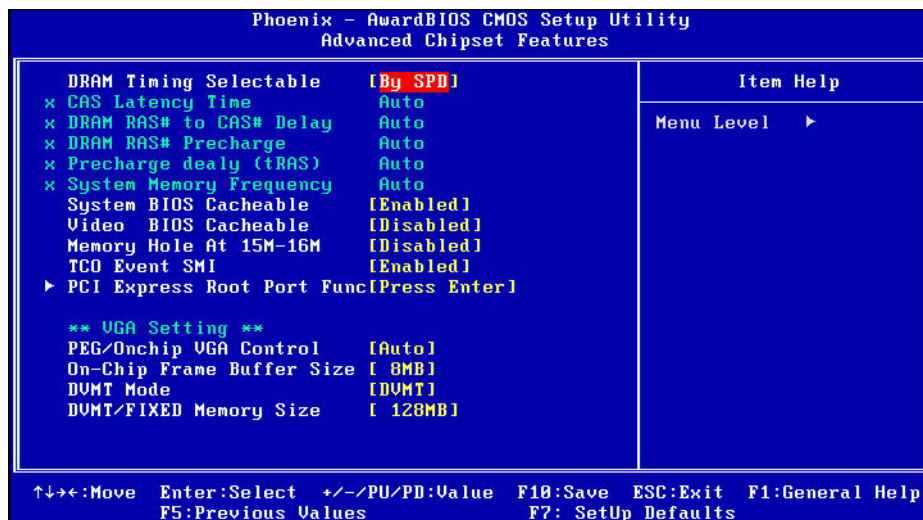 Phoenix - AwardBIOS CMOS Setup Utility
Advanced Chipset Features
DRAM Timing Selectable [By SPD]
x CAS Latency Time Auto
x DRAM RAS# to CAS# Delay Auto
x DRAM RAS# Precharge Auto
x Precharge dealy (tRAS) Auto
x System Memory Frequency Auto
System BIOS Cacheable [Enabled]
Video BIOS Cacheable [Disabled]
Memory Hole At 15M-16M [Disabled]
TCO Event SMI [Enabled]
▶ PCI Express Root Port Func[Press Enter]
** VGA Setting **
PEG/Onchip VGA Control [Auto]
On-Chip Frame Buffer Size [ 8MB]
DVMT Mode [DVMT]
DVMT/FIXED Memory Size [ 128MB]
Item Help
Menu Level ▶
↑↓→←:Move Enter:Select +/-/PU/PD:Value F10:Save ESC:Exit F1:General Help
F5:Previous Values F7: SetUp Defaults